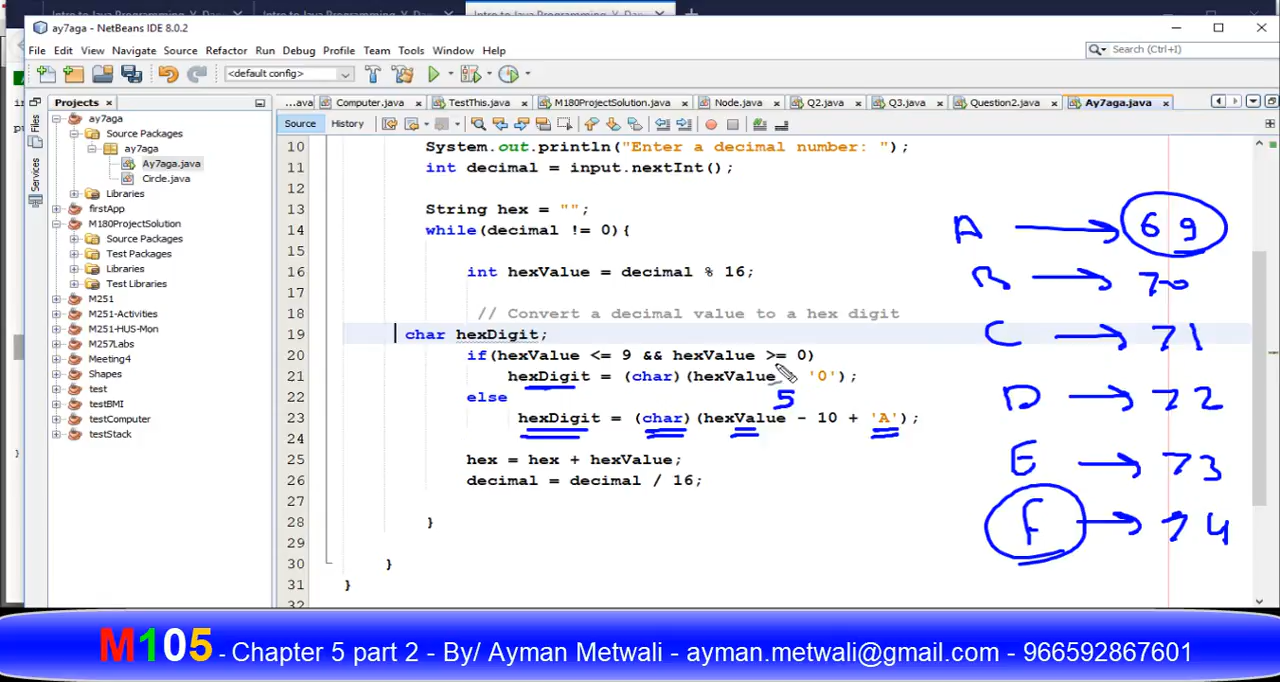 ay7aga - NetBeans IDE 8.0.2
File Edit View Navigate Source Refactor Run Debug Profile Team Tools Window Help
Search (Ctrl+I)
<default config>
Projects
...ava Computer.java TestThis.java M180ProjectSolution.java Node.java Q2.java Q3.java Question2.java Ay7aga.java
Files
Services
ay7aga
Source Packages
ay7aga
Ay7aga.java
Circle.java
Libraries
firstApp
M180ProjectSolution
Source Packages
Test Packages
Libraries
Test Libraries
M251
M251-Activities
M251-HUS-Mon
M257Labs
Meeting4
Shapes
test
testBMI
testComputer
testStack
Source History
10 System.out.println("Enter a decimal number: ");
11 int decimal = input.nextInt();
12
13 String hex = "";
14 while(decimal != 0){
16 int hexValue = decimal % 16;
17
18 // Convert a decimal value to a hex digit
19 char hexDigit;
20 if(hexValue <= 9 && hexValue >= 0)
21 hexDigit = (char)(hexValue '0');
22 else
23 hexDigit = (char)(hexValue - 10 + 'A');
24
25 hex = hex + hexValue;
26 decimal = decimal / 16;
27
28 }
29
30 }
31 }
32
5
A 69
B 70
C 71
D 72
E 73
F 74
M105 - Chapter 5 part 2 - By/ Ayman Metwali - ayman.metwali@gmail.com - 966592867601